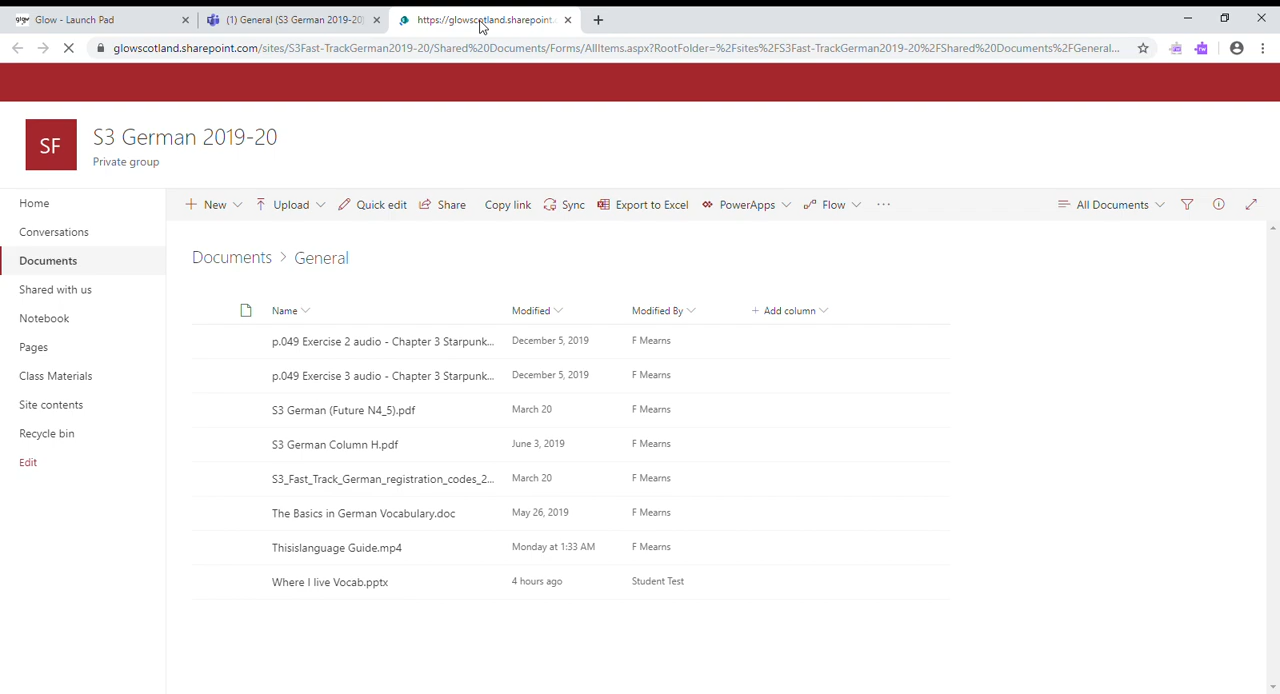 glow Glow - Launch Pad
(1) General (S3 German 2019-20)
https://glowscotland.sharepoint.
glowscotland.sharepoint.com/sites/S3Fast-TrackGerman2019-20/Shared%20Documents/Forms/AllItems.aspx?RootFolder=%2Fsites%2FS3Fast-TrackGerman2019-20%2FShared%20Documents%2FGeneral...
SF
S3 German 2019-20
Private group
Home
Conversations
Documents
Shared with us
Notebook
Pages
Class Materials
Site contents
Recycle bin
Edit
New Upload Quick edit Share Copy link Sync Export to Excel PowerApps Flow ... All Documents
Documents > General
Name Modified Modified By + Add column
p.049 Exercise 2 audio - Chapter 3 Starpunk... December 5, 2019 F Mearns
p.049 Exercise 3 audio - Chapter 3 Starpunk... December 5, 2019 F Mearns
S3 German (Future N4_5).pdf March 20 F Mearns
S3 German Column H.pdf June 3, 2019 F Mearns
S3_Fast_Track_German_registration_codes_2... March 20 F Mearns
The Basics in German Vocabulary.doc May 26, 2019 F Mearns
Thisislanguage Guide.mp4 Monday at 1:33 AM F Mearns
Where I live Vocab.pptx 4 hours ago Student Test